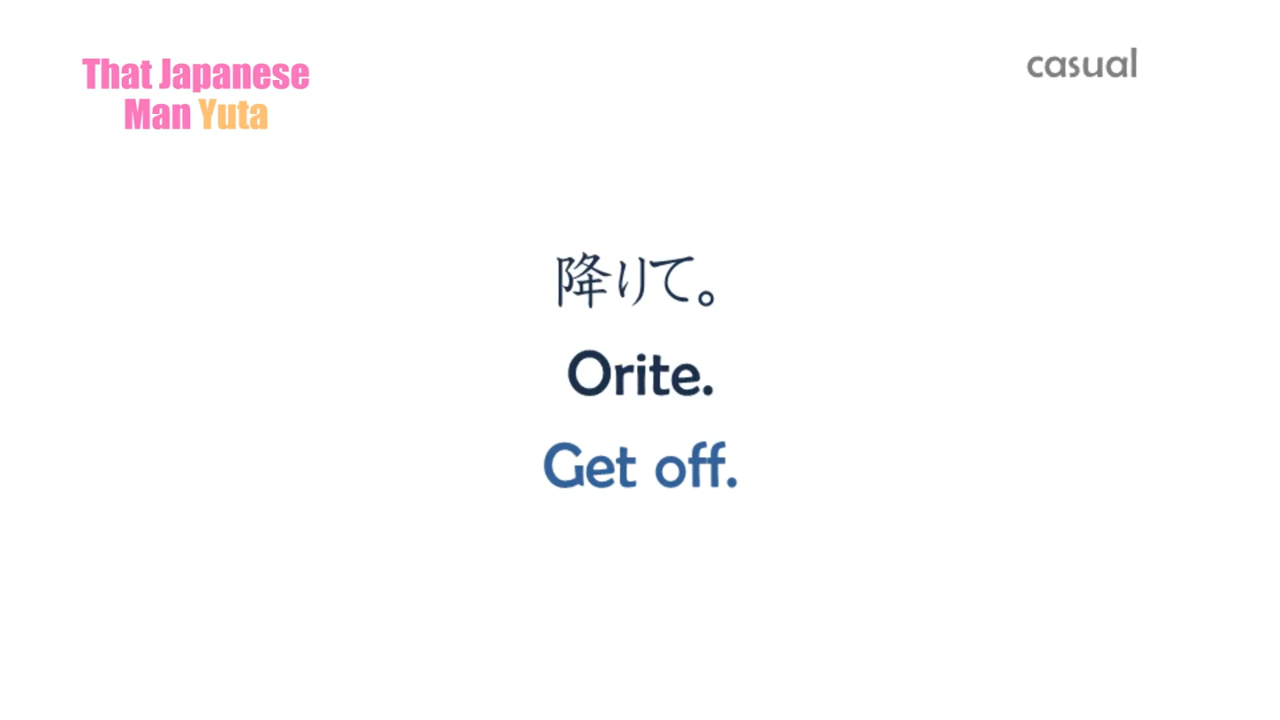 That Japanese
Man Yuta
casual
降りて。
Orite.
Get off.